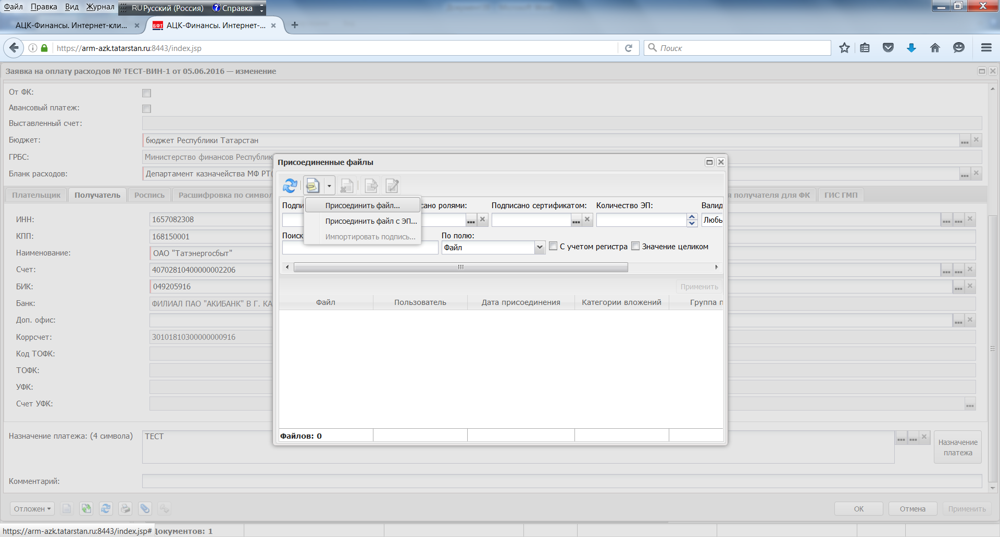 Файл Правка Вид Журнал RU Русский (Россия) Справка
АЦК-Финансы. Интернет-кли... БФТ АЦК-Финансы. Интернет-...
https://arm-azk.tatarstan.ru:8443/index.jsp Поиск
Заявка на оплату расходов № ТЕСТ-ВИН-1 от 05.06.2016 — изменение
От ФК:
Авансовый платеж:
Выставленный счет:
Бюджет: бюджет Республики Татарстан
ГРБС: Министерство финансов Республик
Бланк расходов: Департамент казначейства МФ РТ(
Плательщик Получатель Роспись Расшифровка по символ я получателя для ФК ГИС ГМП
ИНН: 1657082308
КПП: 168150001
Наименование: ОАО "Татэнергосбыт"
Счет: 40702810400000002206
БИК: 049205916
Банк: ФИЛИАЛ ПАО "АКИБАНК" В Г. КА
Доп. офис:
Коррсчет: 30101810300000000916
Код ТОФК:
ТОФК:
УФК:
Счет УФК:
Назначение платежа: (4 символа) ТЕСТ
Назначение
платежа
Комментарий:
Присоединенные файлы
Подпи сано ролями: Подписано сертификатом: Количество ЭП: Валид
Любь
Присоединить файл...
Присоединить файл с ЭП...
Импортировать подпись...
Поиск По полю:
Файл С учетом регистра Значение целиком
Применить
Файл Пользователь Дата присоединения Категории вложений Группа п
Файлов: 0
Отложен ОК Отмена Применить
https://arm-azk.tatarstan.ru:8443/index.jsp# Документов: 1